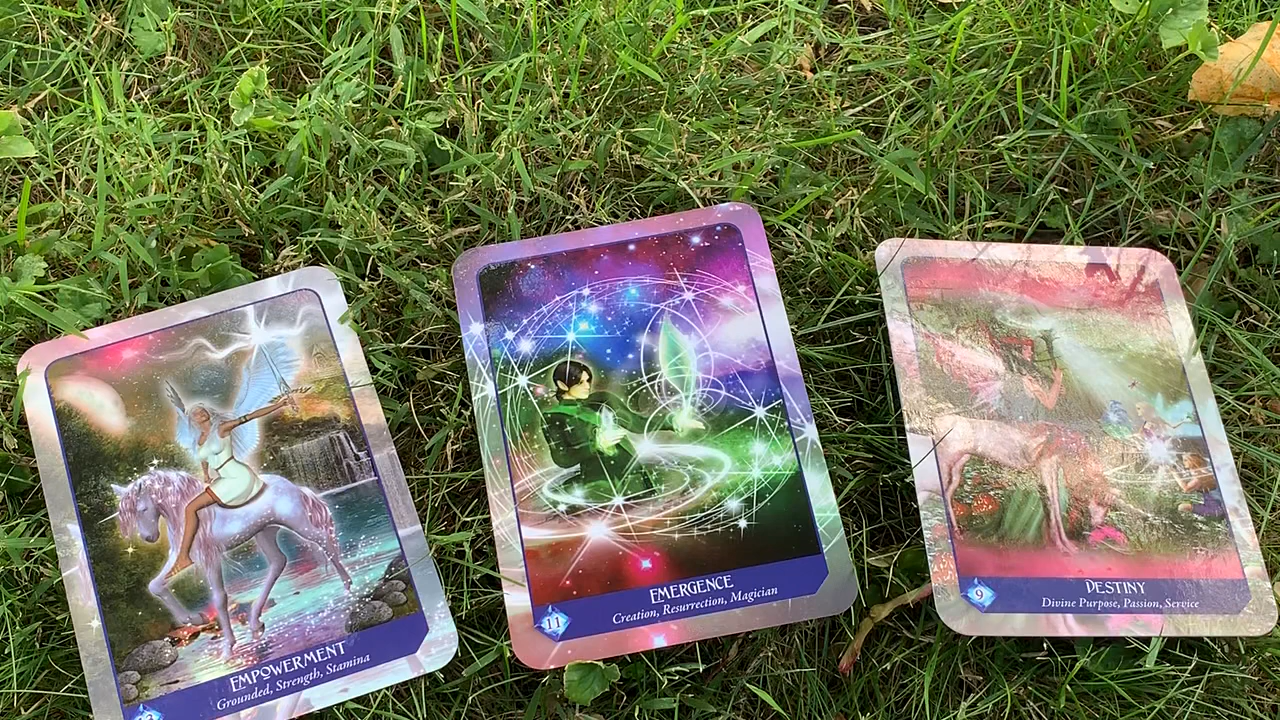 EMPOWERMENT
Grounded, Strength, Stamina
11
EMERGENCE
Creation, Resurrection, Magician
9
DESTINY
Divine Purpose, Passion, Service